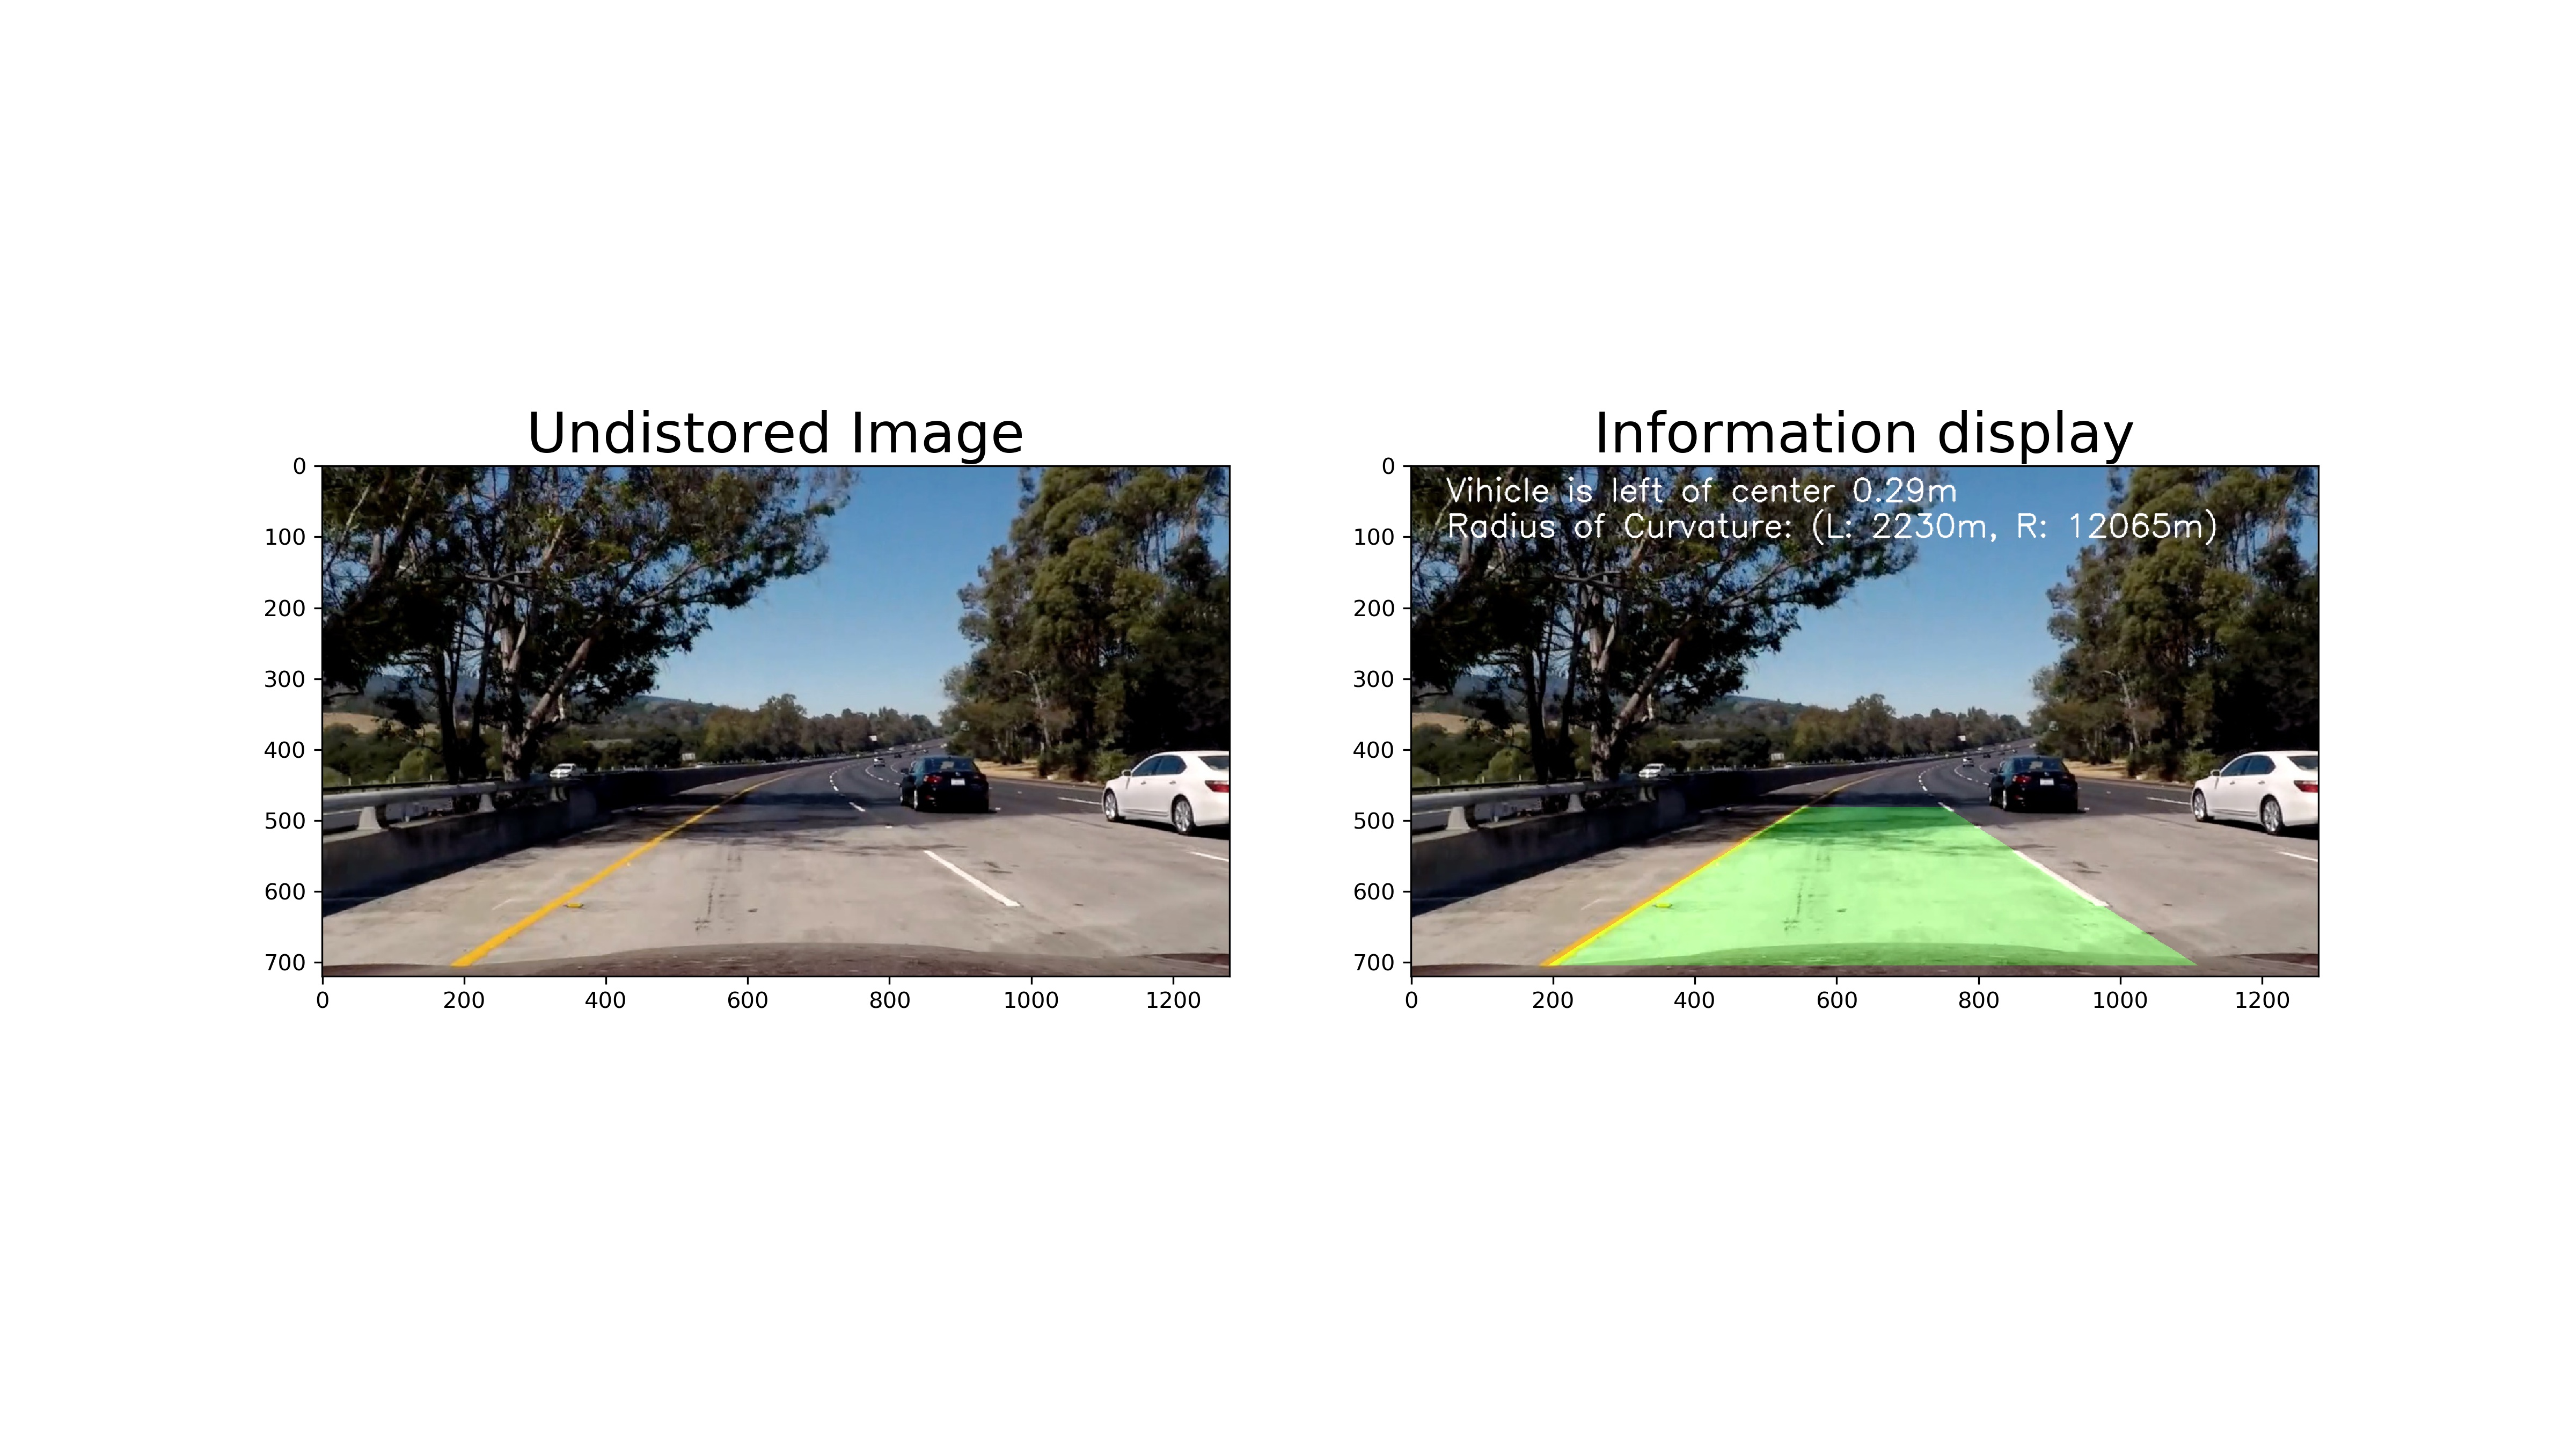 Undistored Image
0
100
200
300
400
500
600
700
0 200 400 600 800 1000 1200
Information display
Vihicle is left of center 0.29m
Radius of Curvature: (L: 2230m, R: 12065m)
0
100
200
300
400
500
600
700
0 200 400 600 800 1000 1200